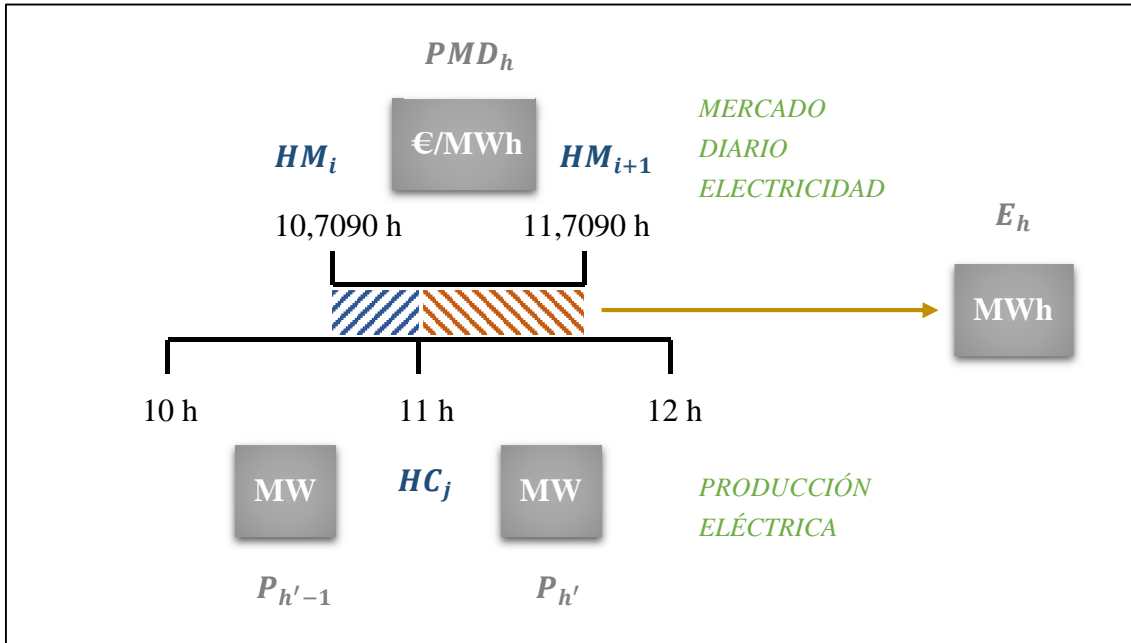 PMD_h
€/MWh
HM_i
HM_{i+1}
MERCADO
DIARIO
ELECTRICIDAD
10,7090 h
11,7090 h
E_h
MWh
10 h
11 h
12 h
MW
HC_j
MW
PRODUCCIÓN
ELÉCTRICA
P_{h'-1}
P_{h'}